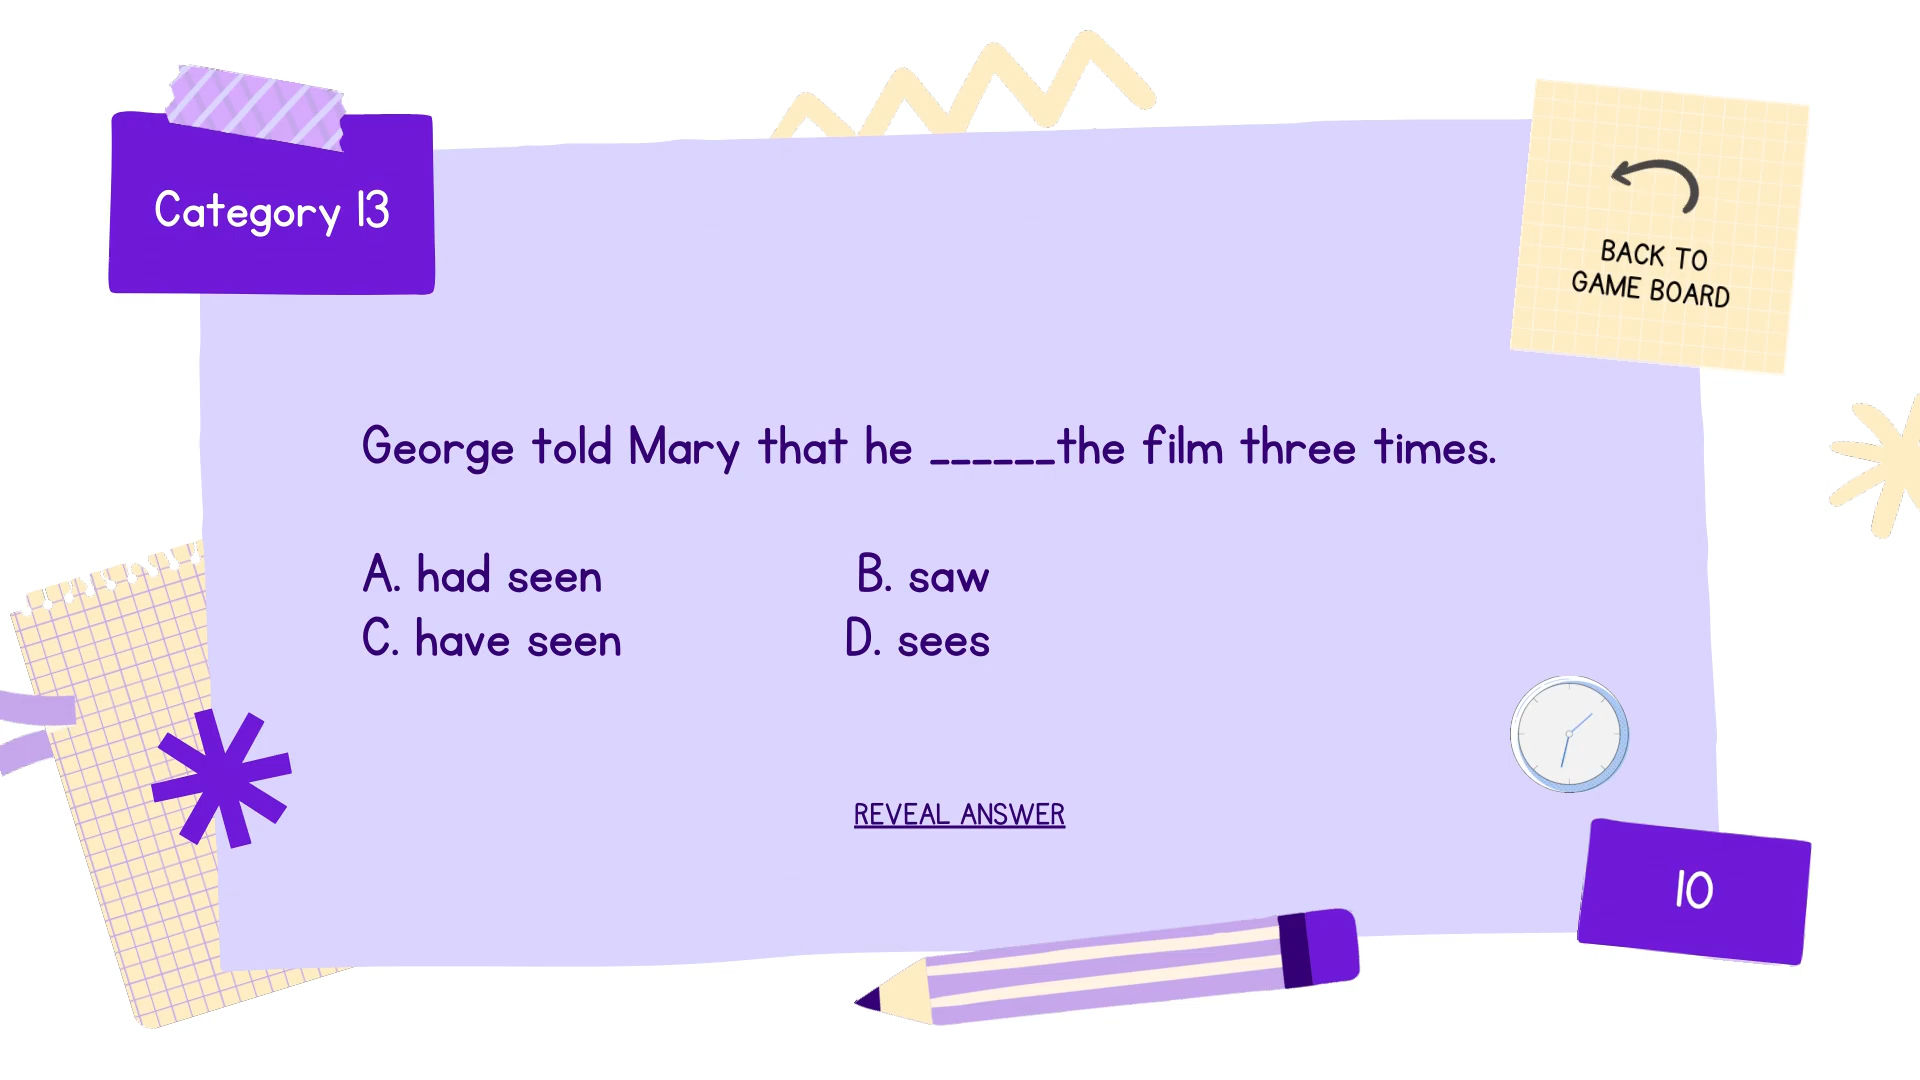 Category 13
BACK TO
GAME BOARD
George told Mary that he ______the film three times.
A. had seen B. saw
C. have seen D. sees
REVEAL ANSWER
10